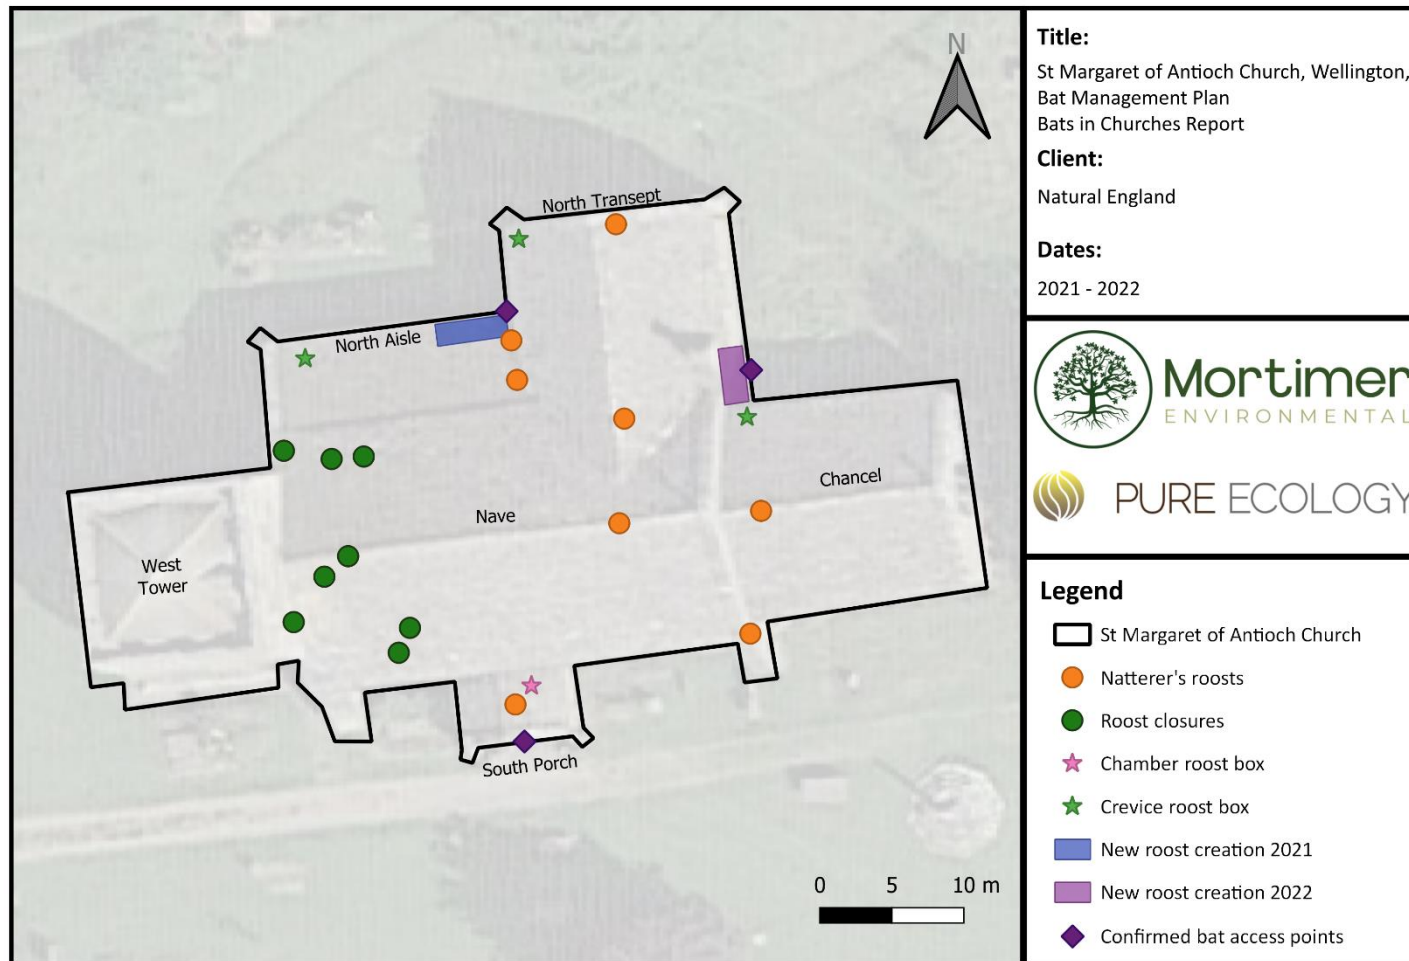 N
North Transept
North Aisle
Chancel
Nave
West
Tower
South Porch
0 5 10 m
Title:
St Margaret of Antioch Church, Wellington,
Bat Management Plan
Bats in Churches Report
Client:
Natural England
Dates:
2021 - 2022
Mortimer
ENVIRONMENTAL
PURE ECOLOGY
Legend
St Margaret of Antioch Church
Natterer's roosts
Roost closures
Chamber roost box
Crevice roost box
New roost creation 2021
New roost creation 2022
Confirmed bat access points